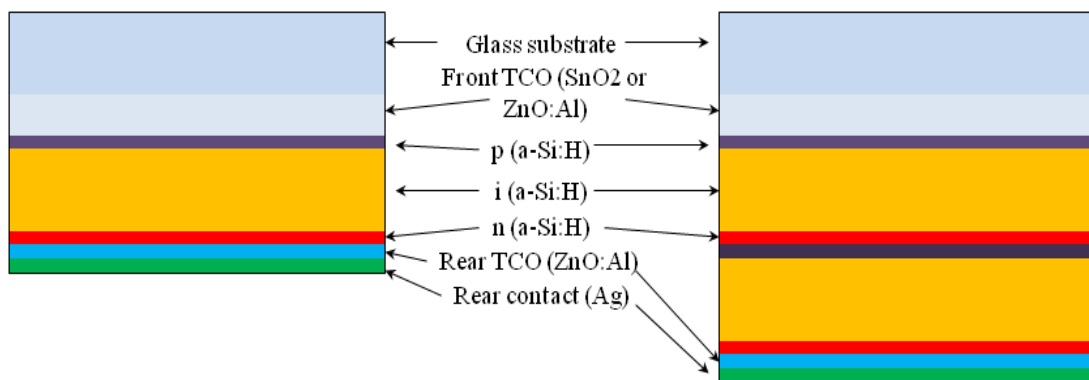 Glass substrate
Front TCO (SnO2 or
ZnO:Al)
p (a-Si:H)
i (a-Si:H)
n (a-Si:H)
Rear TCO (ZnO:Al)
Rear contact (Ag)